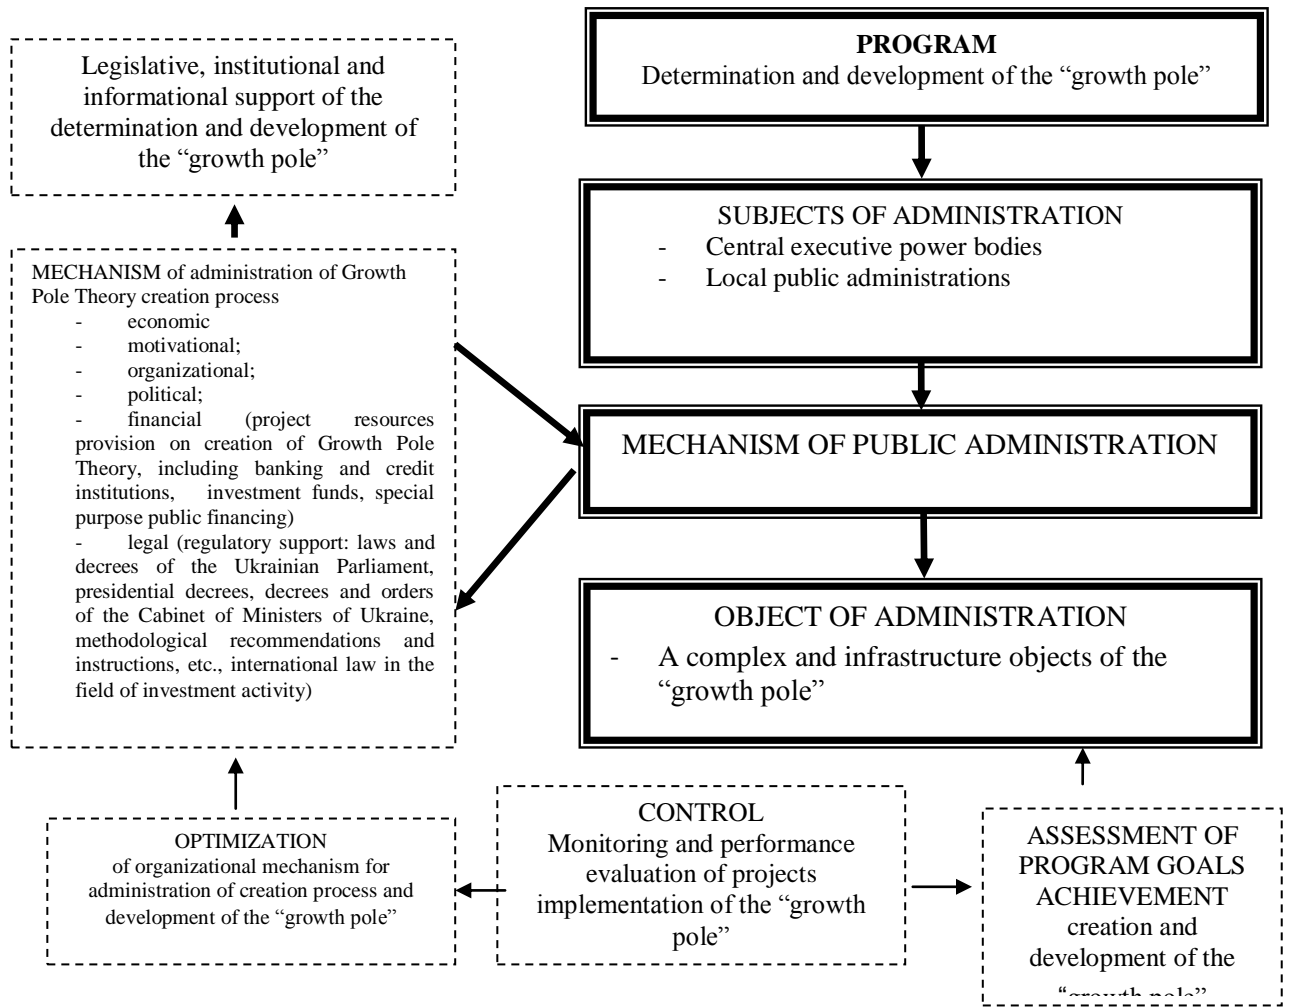 Legislative, institutional and
informational support of the
determination and development of
the “growth pole”
PROGRAM
Determination and development of the “growth pole”
SUBJECTS OF ADMINISTRATION
- Central executive power bodies
- Local public administrations
MECHANISM of administration of Growth
Pole Theory creation process
- economic
- motivational;
- organizational;
- political;
- financial (project resources
provision on creation of Growth Pole
Theory, including banking and credit
institutions, investment funds, special
purpose public financing)
- legal (regulatory support: laws and
decrees of the Ukrainian Parliament,
presidential decrees, decrees and orders
of the Cabinet of Ministers of Ukraine,
methodological recommendations and
instructions, etc., international law in the
field of investment activity)
MECHANISM OF PUBLIC ADMINISTRATION
OBJECT OF ADMINISTRATION
- A complex and infrastructure objects of the
“growth pole”
OPTIMIZATION
of organizational mechanism for
administration of creation process and
development of the “growth pole”
CONTROL
Monitoring and performance
evaluation of projects
implementation of the “growth
pole”
ASSESSMENT OF
PROGRAM GOALS
ACHIEVEMENT
creation and
development of the
“growth pole”